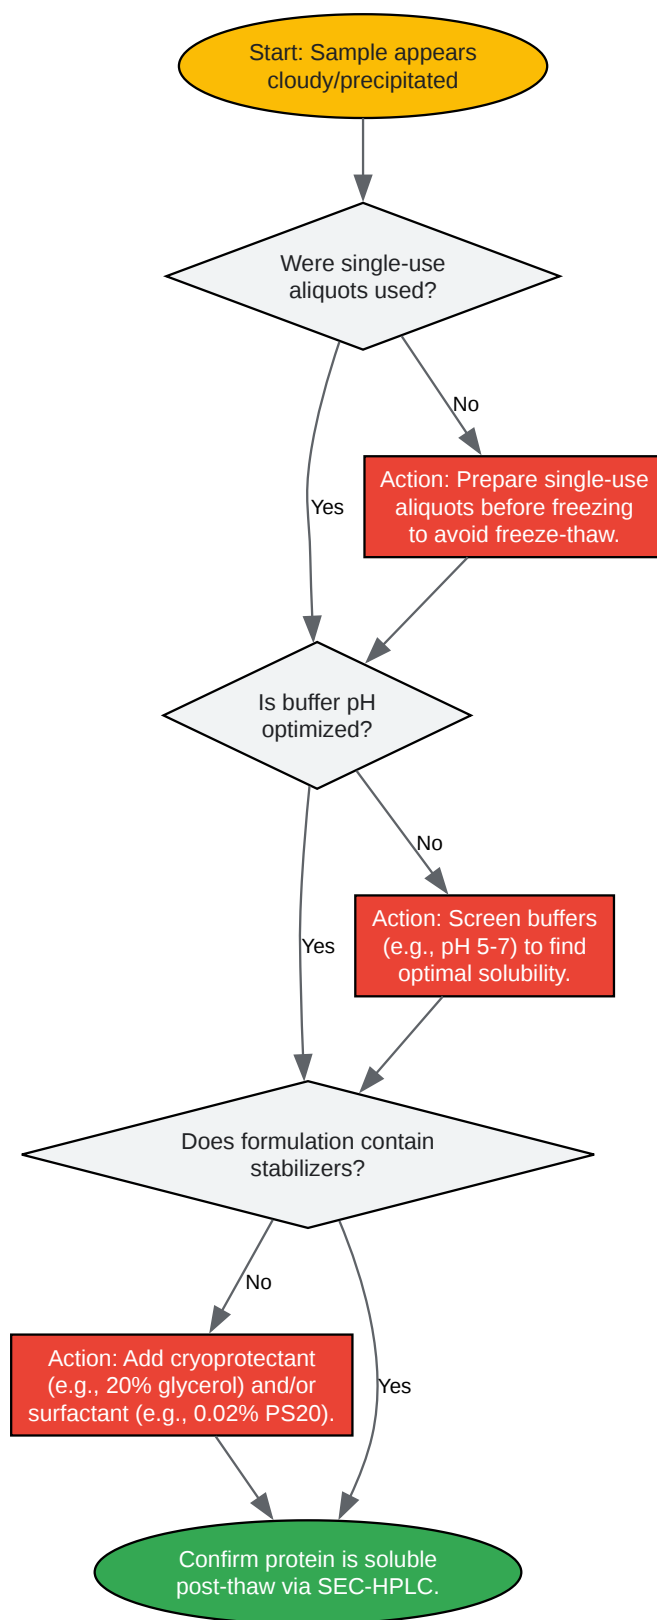 Start: Sample appears
cloudy/precipitated
Were single-use
aliquots used?
No
Action: Prepare single-use
aliquots before freezing
to avoid freeze-thaw.
Yes
Is buffer pH
optimized?
No
Action: Screen buffers
(e.g., pH 5-7) to find
optimal solubility.
Yes
Does formulation contain
stabilizers?
No
Action: Add cryoprotectant
(e.g., 20% glycerol) and/or
surfactant (e.g., 0.02% PS20).
Yes
Confirm protein is soluble
post-thaw via SEC-HPLC.